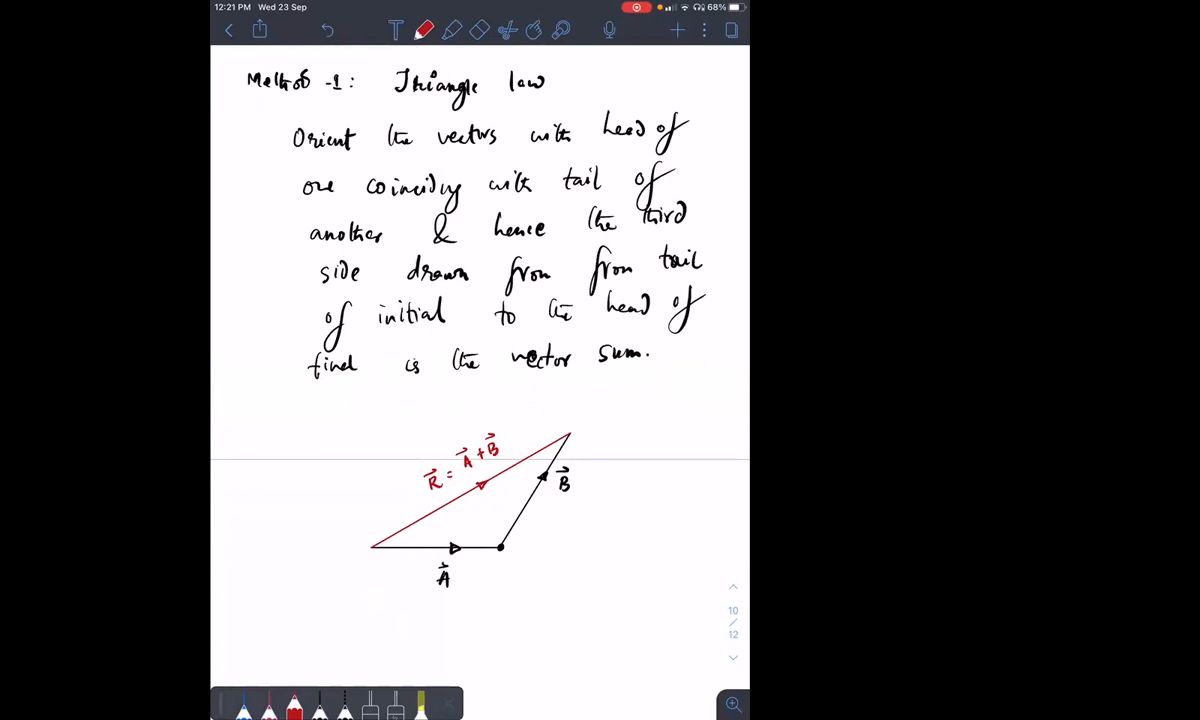 12:21 PM Wed 23 Sep
68%
Method -1: Triangle law
Orient the vectors with head of
one coinciding with tail of
another & hence the third
side drawn from from tail
of initial to the head of
final is the vector sum.
R⃗ = A⃗ + B⃗
B⃗
A⃗
10
/
12